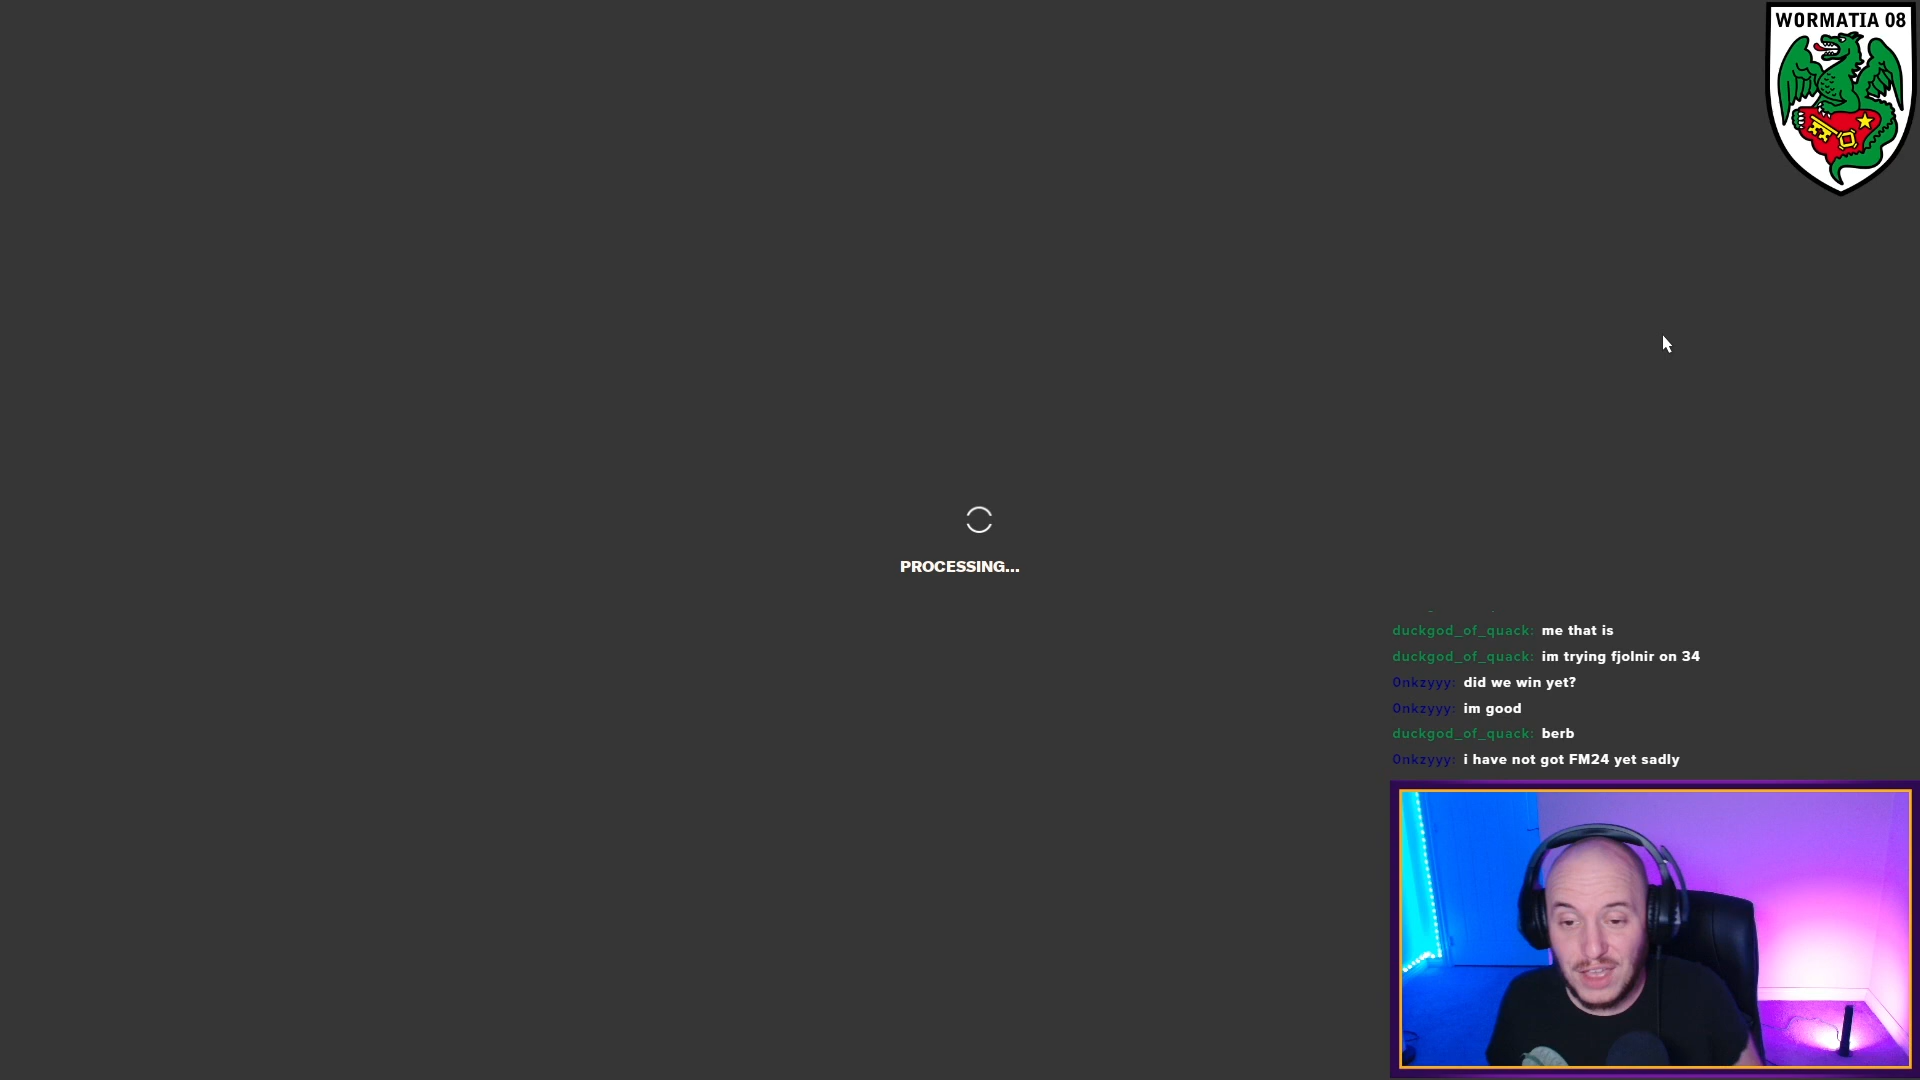 WORMATIA 08
PROCESSING...
duckgod_of_quack: me that is
duckgod_of_quack: im trying fjolnir on 34
0nkzyyy: did we win yet?
0nkzyyy: im good
duckgod_of_quack: berb
0nkzyyy: i have not got FM24 yet sadly